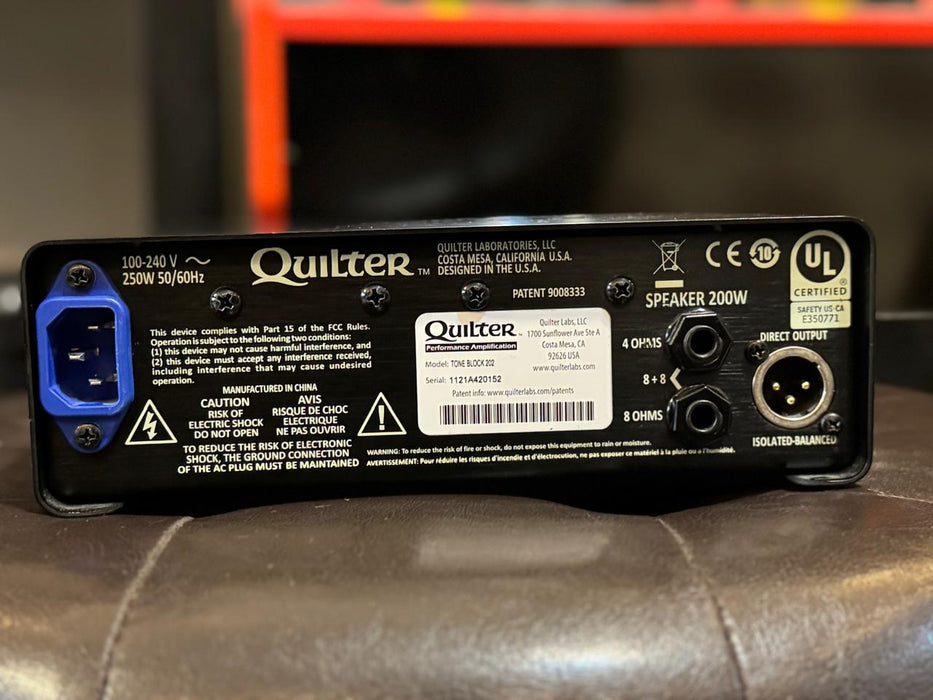 100-240 V ~
250W 50/60Hz
QUILTER™
QUILTER LABORATORIES, LLC
COSTA MESA, CALIFORNIA U.S.A.
DESIGNED IN THE U.S.A.
PATENT 9008333
CE
10
UL®
CERTIFIED
SAFETY US-CA
E350771
SPEAKER 200W
4 OHMS
8 + 8
8 OHMS
DIRECT OUTPUT
ISOLATED-BALANCED
This device complies with Part 15 of the FCC Rules.
Operation is subject to the following two conditions:
(1) this device may not cause harmful interference, and
(2) this device must accept any interference received,
including interference that may cause undesired
operation.
MANUFACTURED IN CHINA
CAUTION
RISK OF
ELECTRIC SHOCK
DO NOT OPEN
AVIS
RISQUE DE CHOC
ELECTRIQUE
NE PAS OUVRIR
TO REDUCE THE RISK OF ELECTRONIC
SHOCK, THE GROUND CONNECTION
OF THE AC PLUG MUST BE MAINTAINED
QUILTER™
Performance Amplification
Quilter Labs, LLC
1700 Sunflower Ave Ste A
Costa Mesa, CA
92626 USA
www.quilterlabs.com
Model: TONE BLOCK 202
Serial: 1121A420152
Patent info: www.quilterlabs.com/patents
WARNING: To reduce the risk of fire or shock, do not expose this equipment to rain or moisture.
AVERTISSEMENT: Pour réduire les risques d'incendie et d'électrocution, ne pas exposer ce matériel à la pluie ou a l'humidité.